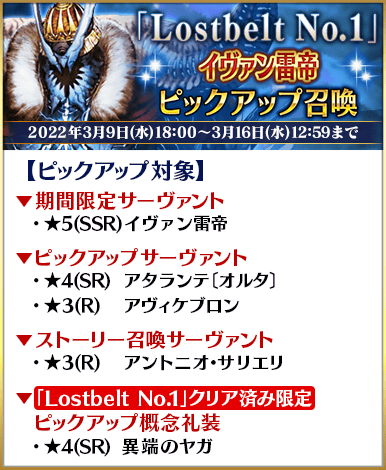 「Lostbelt No.1」
イヴァン雷帝
ピックアップ召喚
2022年3月9日(水)18:00～3月16日(水)12:59まで
【ピックアップ対象】
▼期間限定サーヴァント
・★5(SSR)イヴァン雷帝
▼ピックアップサーヴァント
・★4(SR) アタランテ〔オルタ〕
・★3(R) アヴィケブロン
▼ストーリー召喚サーヴァント
・★3(R) アントニオ・サリエリ
▼「Lostbelt No.1」クリア済み限定
ピックアップ概念礼装
・★4(SR) 異端のヤガ